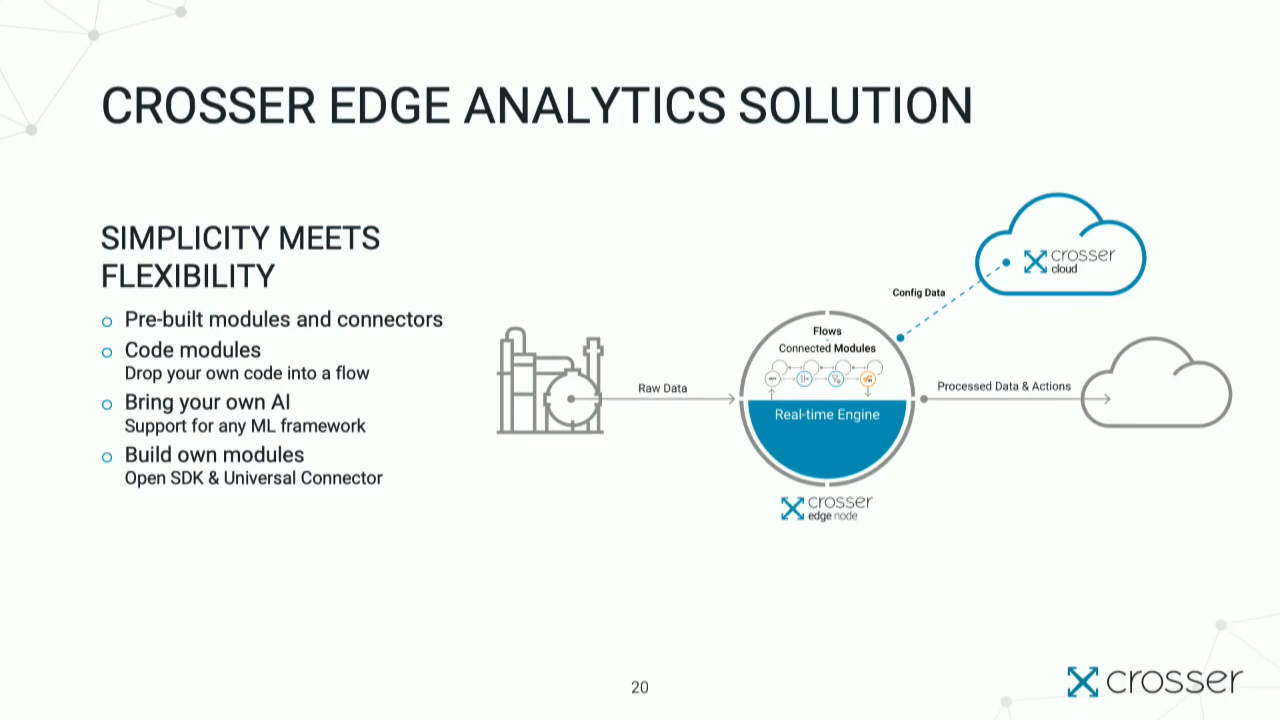 CROSSER EDGE ANALYTICS SOLUTION
SIMPLICITY MEETS
FLEXIBILITY
Pre-built modules and connectors
Code modules
Drop your own code into a flow
Bring your own AI
Support for any ML framework
Build own modules
Open SDK & Universal Connector
Raw Data
Flows
Connected Modules
Real-time Engine
crosser
edge node
Config Data
crosser
cloud
Processed Data & Actions
20
crosser